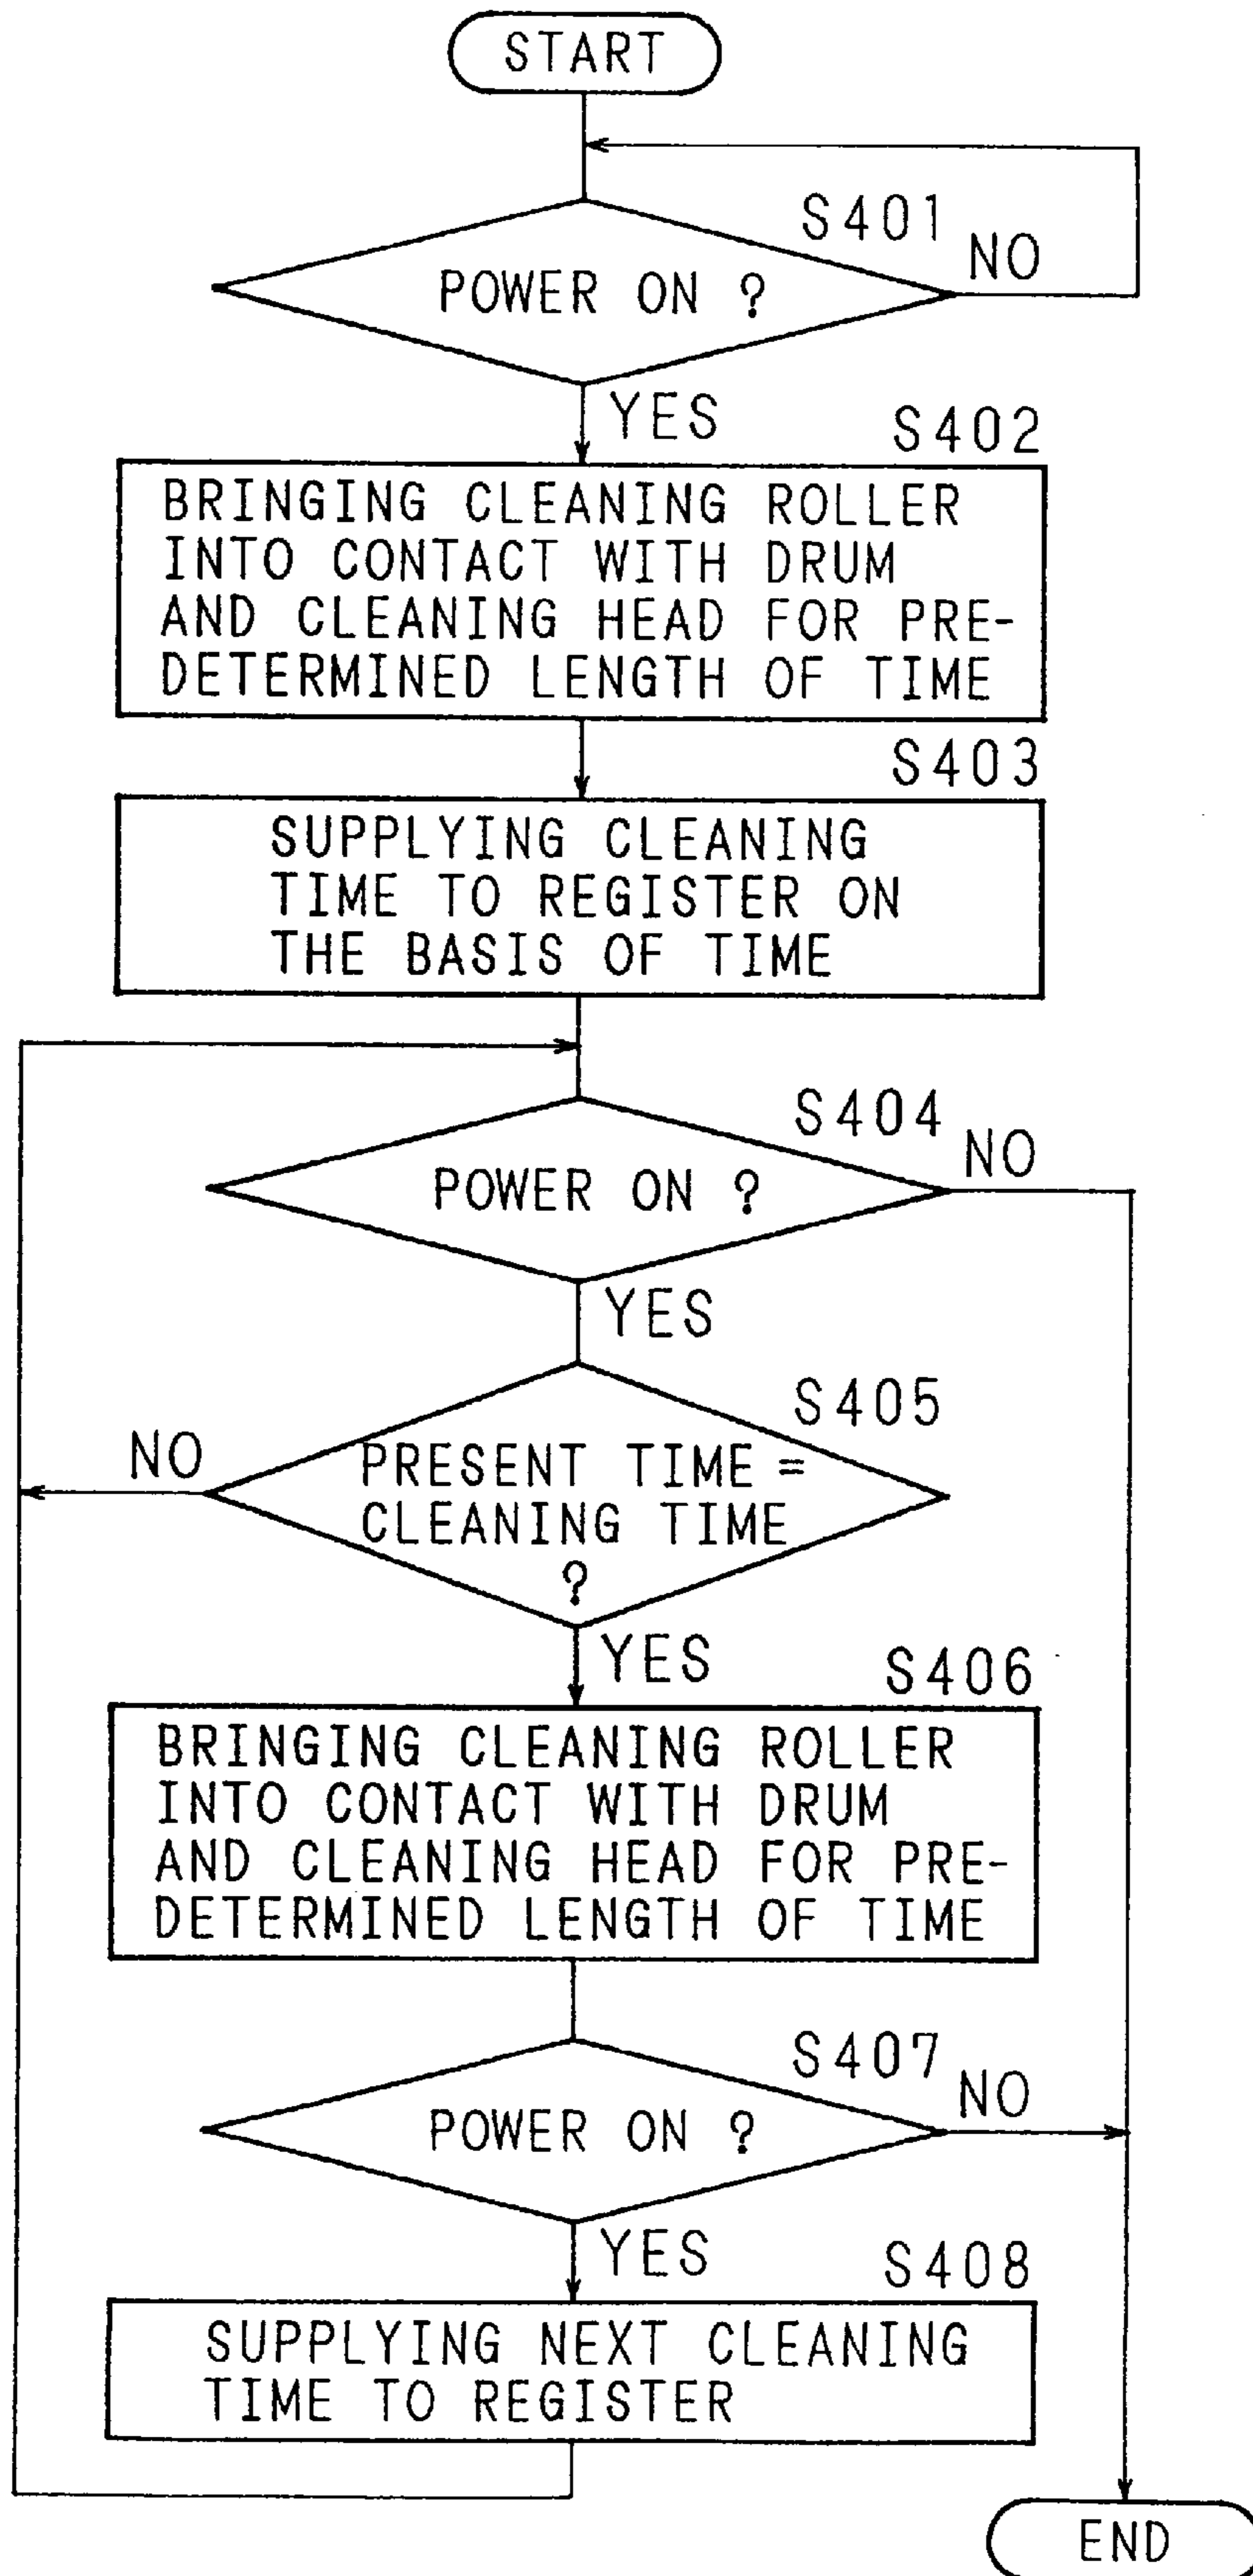 START
S401
NO
POWER ON ?
YES
S402
BRINGING CLEANING ROLLER
INTO CONTACT WITH DRUM
AND CLEANING HEAD FOR PRE-
DETERMINED LENGTH OF TIME
S403
SUPPLYING CLEANING
TIME TO REGISTER ON
THE BASIS OF TIME
S404
NO
POWER ON ?
YES
S405
NO
PRESENT TIME =
CLEANING TIME
?
YES
S406
BRINGING CLEANING ROLLER
INTO CONTACT WITH DRUM
AND CLEANING HEAD FOR PRE-
DETERMINED LENGTH OF TIME
S407
NO
POWER ON ?
YES
S408
SUPPLYING NEXT CLEANING
TIME TO REGISTER
END